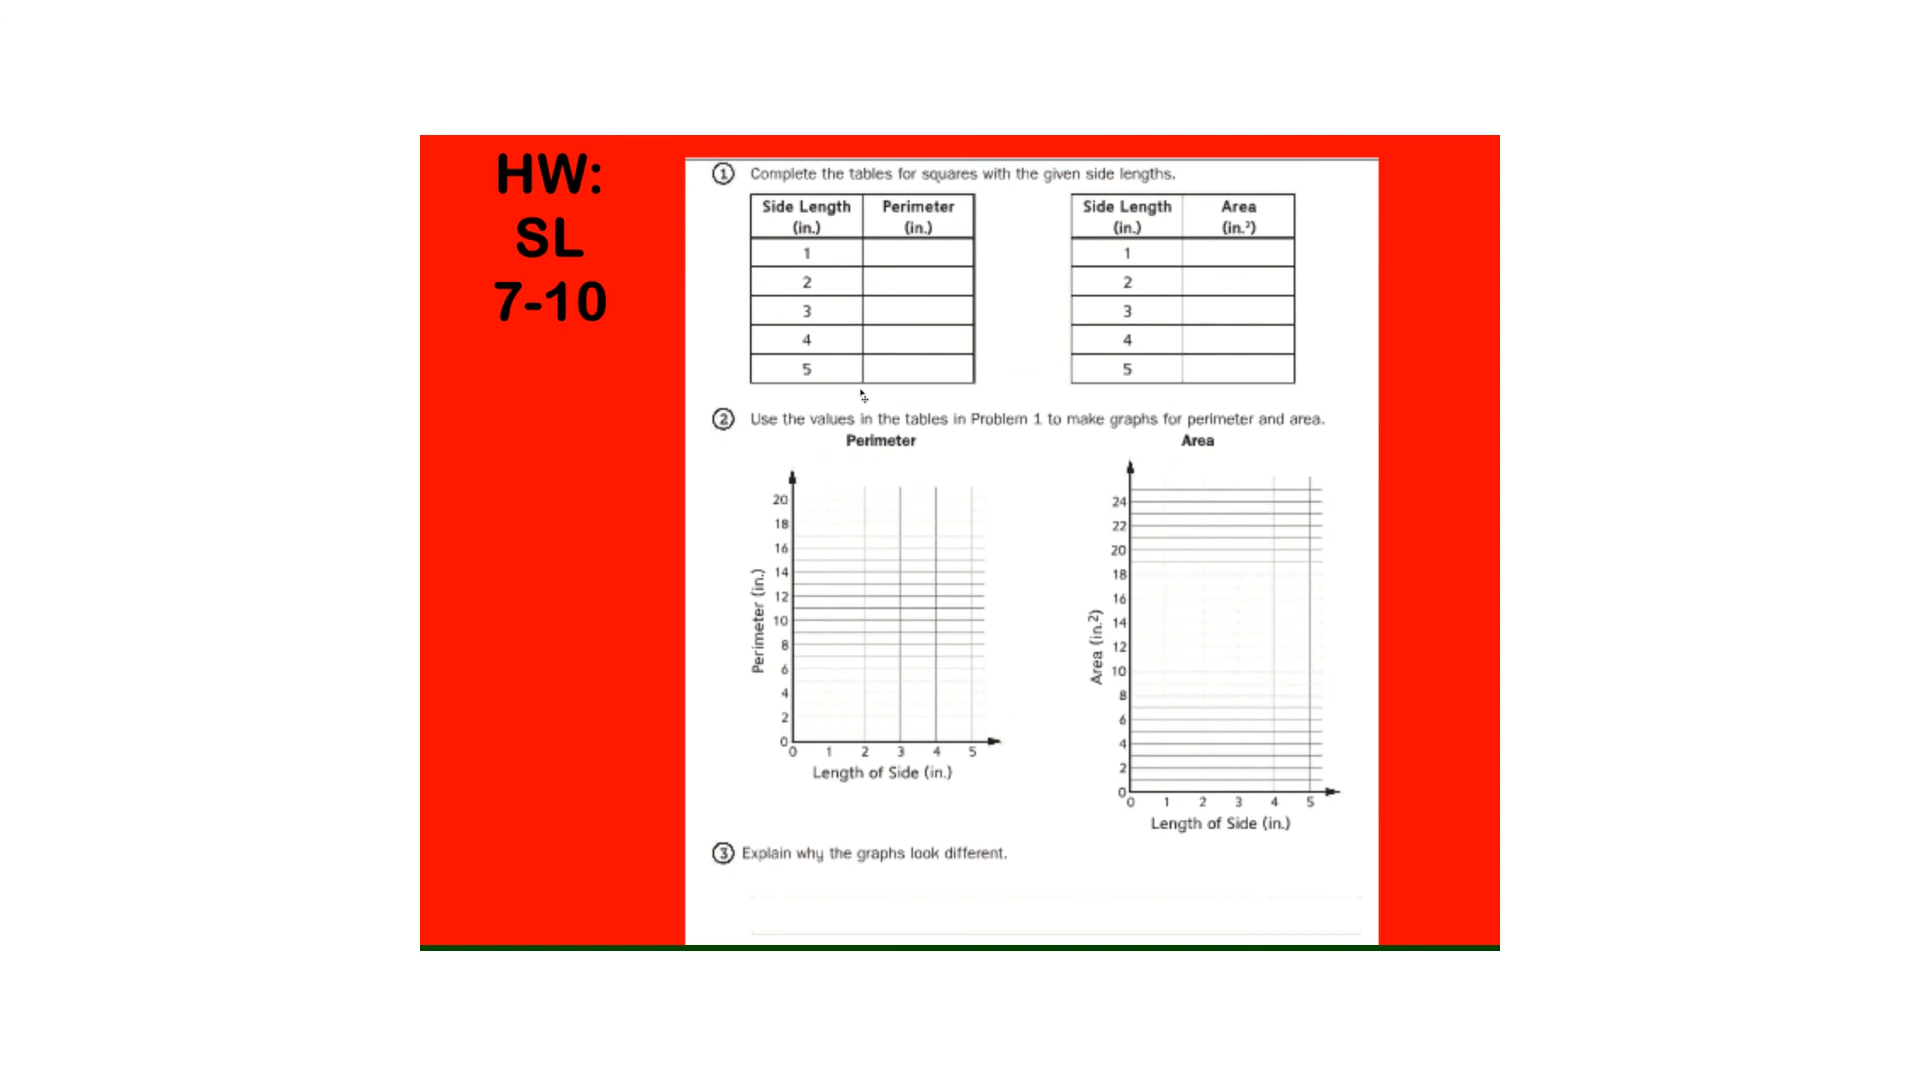 HW:
SL
7-10
① Complete the tables for squares with the given side lengths.
Side Length Perimeter
(in.) (in.)
1
2
3
4
5
Side Length Area
(in.) (in.²)
1
2
3
4
5
② Use the values in the tables in Problem 1 to make graphs for perimeter and area.
Perimeter
20
18
16
14
12
10
8
6
4
2
0
Perimeter (in.)
0 1 2 3 4 5
Length of Side (in.)
Area
24
22
20
18
16
14
12
10
8
6
4
2
0
Area (in.²)
0 1 2 3 4 5
Length of Side (in.)
③ Explain why the graphs look different.